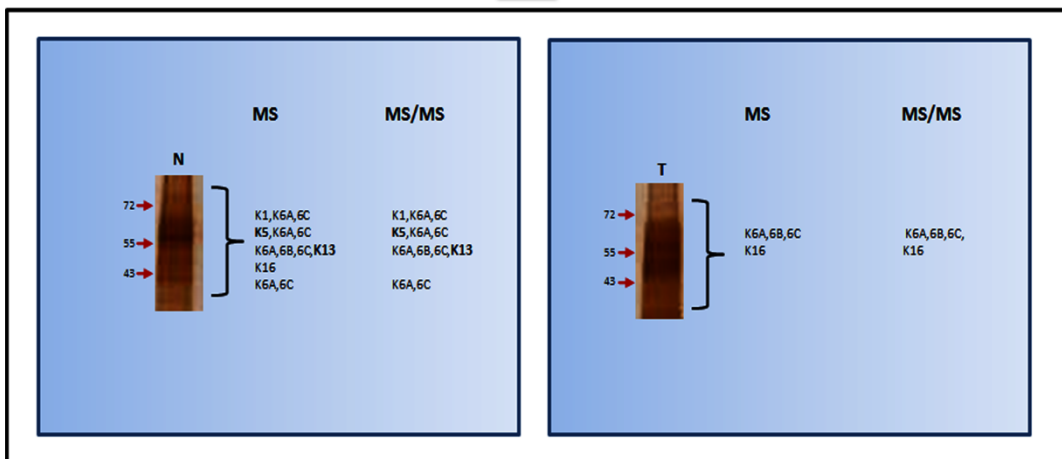 MS MS/MS
N
72
55
43
K1,K6A,6C K1,K6A,6C
K5,K6A,6C K5,K6A,6C
K6A,6B,6C,K13 K6A,6B,6C,K13
K16
K6A,6C K6A,6C
MS MS/MS
T
72
55
43
K6A,6B,6C K6A,6B,6C,
K16 K16